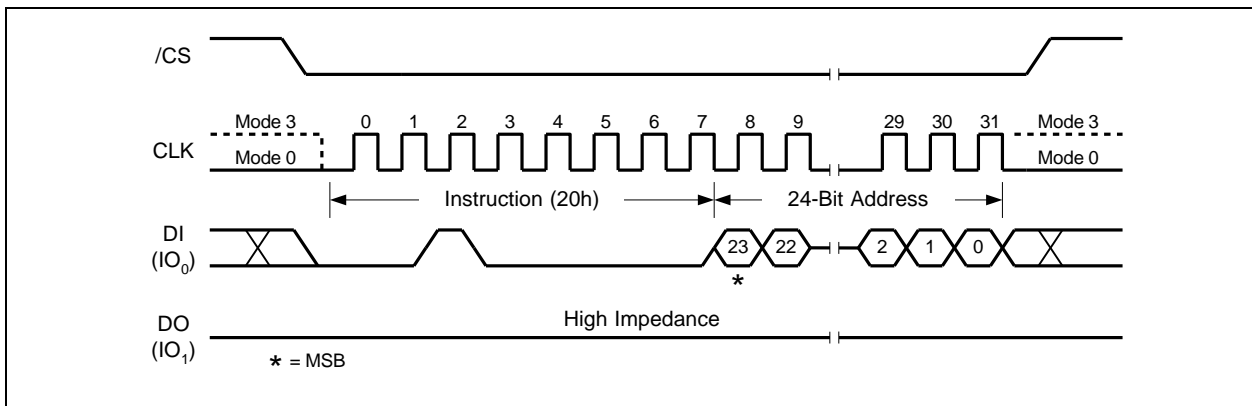 /CS
Mode 3 0 1 2 3 4 5 6 7 8 9 29 30 31 Mode 3
CLK
Mode 0 Mode 0
Instruction (20h) 24-Bit Address
DI
(IO0) 23 22 2 1 0
*
High Impedance
DO
(IO1)
* = MSB